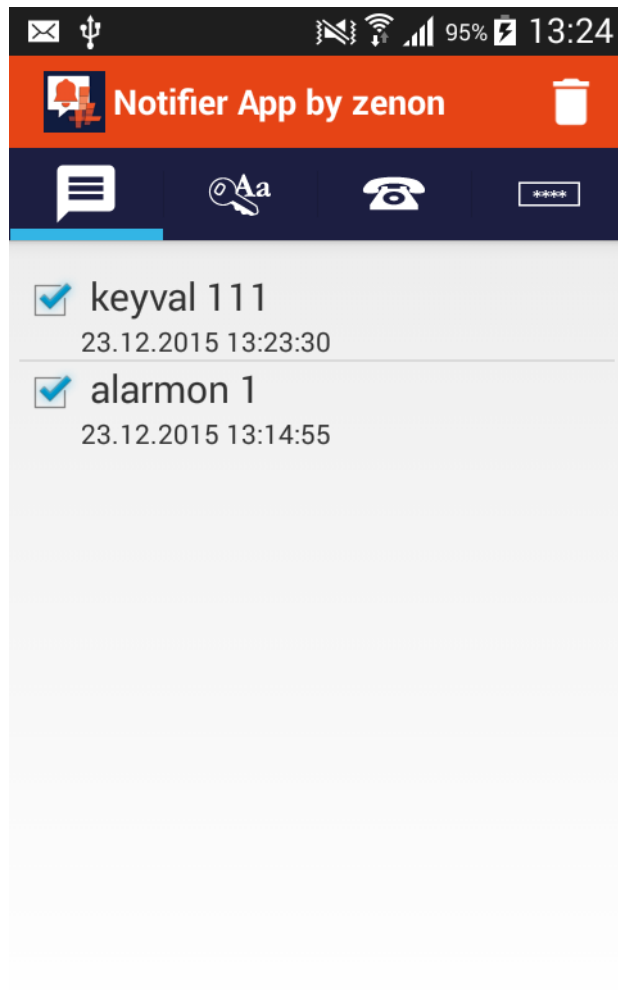 95% 13:24
Notifier App by zenon
Aa
****
keyval 111
23.12.2015 13:23:30
alarmon 1
23.12.2015 13:14:55